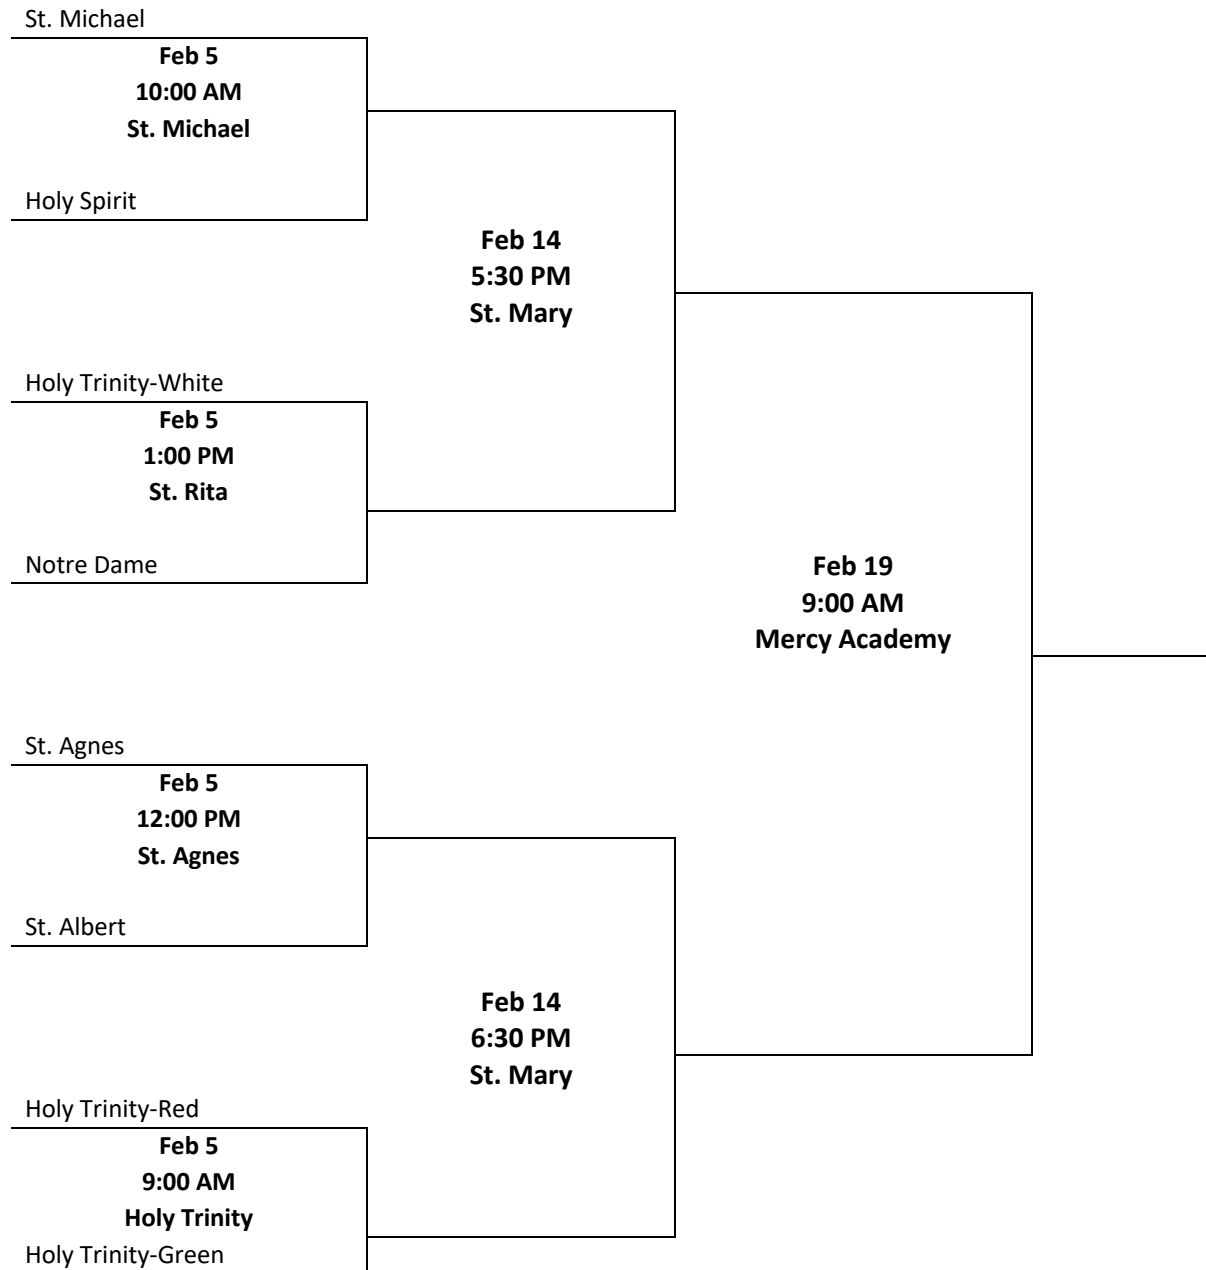 St. Michael
Feb 5
10:00 AM
St. Michael
Holy Spirit
Feb 14
5:30 PM
St. Mary
Holy Trinity-White
Feb 5
1:00 PM
St. Rita
Notre Dame
Feb 19
9:00 AM
Mercy Academy
St. Agnes
Feb 5
12:00 PM
St. Agnes
St. Albert
Feb 14
6:30 PM
St. Mary
Holy Trinity-Red
Feb 5
9:00 AM
Holy Trinity
Holy Trinity-Green